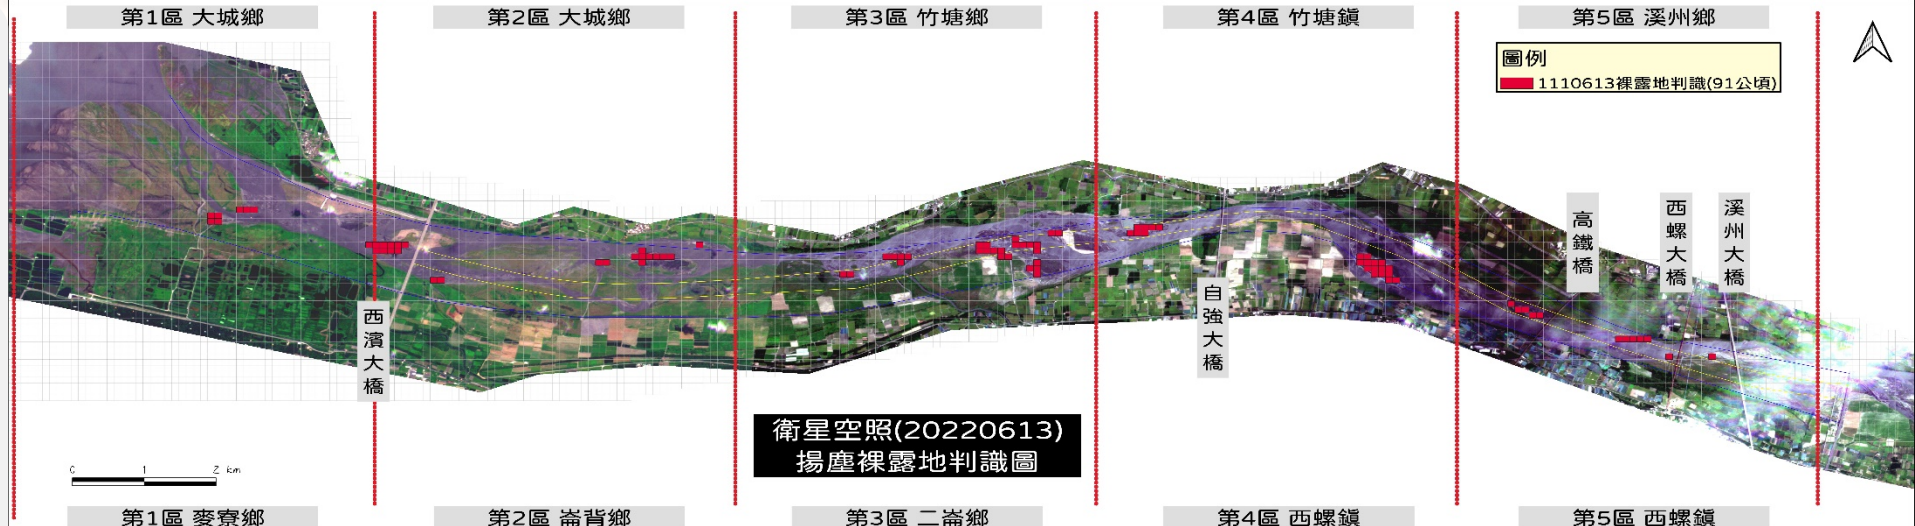 第1區 大城鄉
第2區 大城鄉
第3區 竹塘鄉
第4區 竹塘鎮
第5區 溪州鄉
圖例
1110613裸露地判識(91公頃)
高鐵橋
西螺大橋
溪州大橋
自強大橋
西濱大橋
衛星空照(20220613)
揚塵裸露地判識圖
0 1 2 km
第1區 麥寮鄉
第2區 崙背鄉
第3區 二崙鄉
第4區 西螺鎮
第5區 西螺鎮